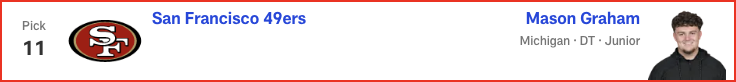 Pick
11
SF
San Francisco 49ers
Mason Graham
Michigan · DT · Junior